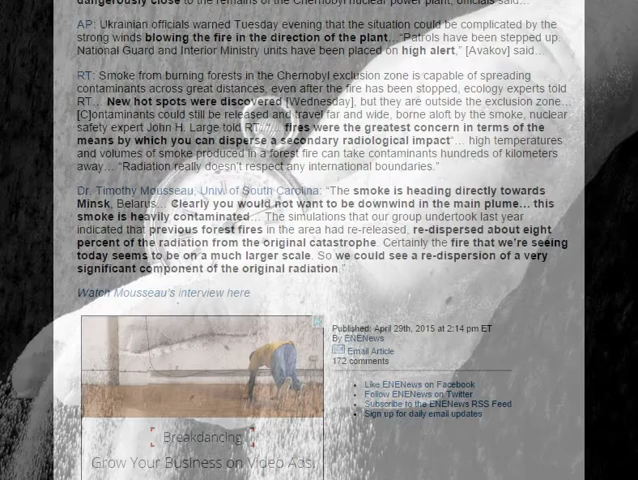 dangerously close to the remains of the Chernobyl nuclear power plant, officials said…
AP: Ukrainian officials warned Tuesday evening that the situation could be complicated by the
strong winds blowing the fire in the direction of the plant… “Patrols have been stepped up.
National Guard and Interior Ministry units have been placed on high alert,” [Avakov] said…
RT: Smoke from burning forests in the Chernobyl exclusion zone is capable of spreading
contaminants across great distances, even after the fire has been stopped, ecology experts told
RT… New hot spots were discovered [Wednesday], but they are outside the exclusion zone…
[C]ontaminants could still be released and travel far and wide, borne aloft by the smoke, nuclear
safety expert John H. Large told RT: “… fires were the greatest concern in terms of the
means by which you can disperse a secondary radiological impact”… high temperatures
and volumes of smoke produced in a forest fire can take contaminants hundreds of kilometers
away… “Radiation really doesn’t respect any international boundaries.”
Dr. Timothy Mousseau, Univ. of South Carolina: “The smoke is heading directly towards
Minsk, Belarus… Clearly you would not want to be downwind in the main plume… this
smoke is heavily contaminated… The simulations that our group undertook last year
indicated that previous forest fires in the area had re-released, re-dispersed about eight
percent of the radiation from the original catastrophe. Certainly the fire that we’re seeing
today seems to be on a much larger scale. So we could see a re-dispersion of a very
significant component of the original radiation.”
Watch Mousseau’s interview here
Published: April 29th, 2015 at 2:14 pm ET
By ENENews
Email Article
172 comments
Like ENENews on Facebook
Follow ENENews on Twitter
Subscribe to the ENENews RSS Feed
Sign up for daily email updates
Breakdancing
Grow Your Business on Video Ads.